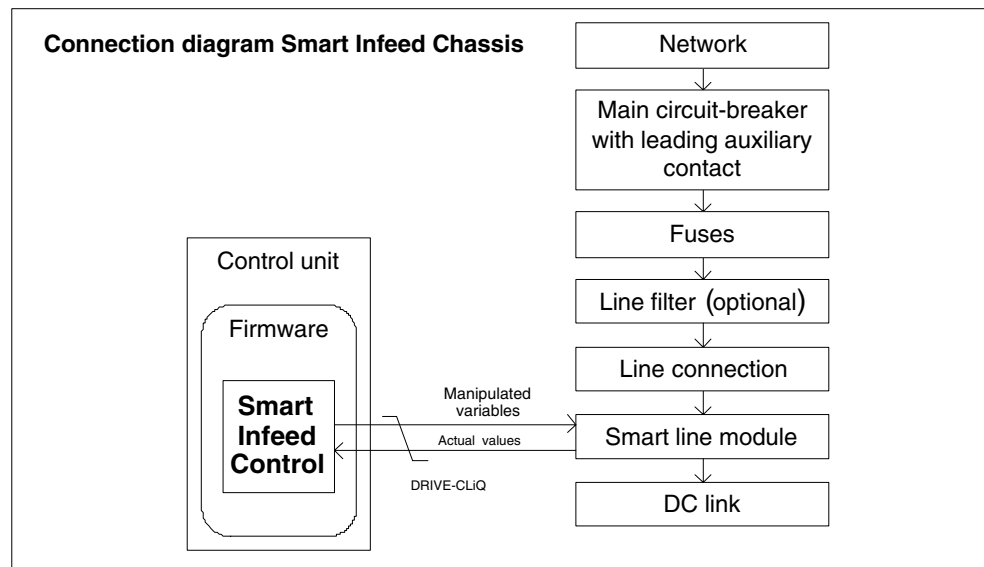 Connection diagram Smart Infeed Chassis
Network
Main circuit-breaker
with leading auxiliary
contact
Fuses
Line filter (optional)
Line connection
Smart line module
DC link
Control unit
Firmware
Smart
Infeed
Control
Manipulated
variables
Actual values
DRIVE-CLiQ